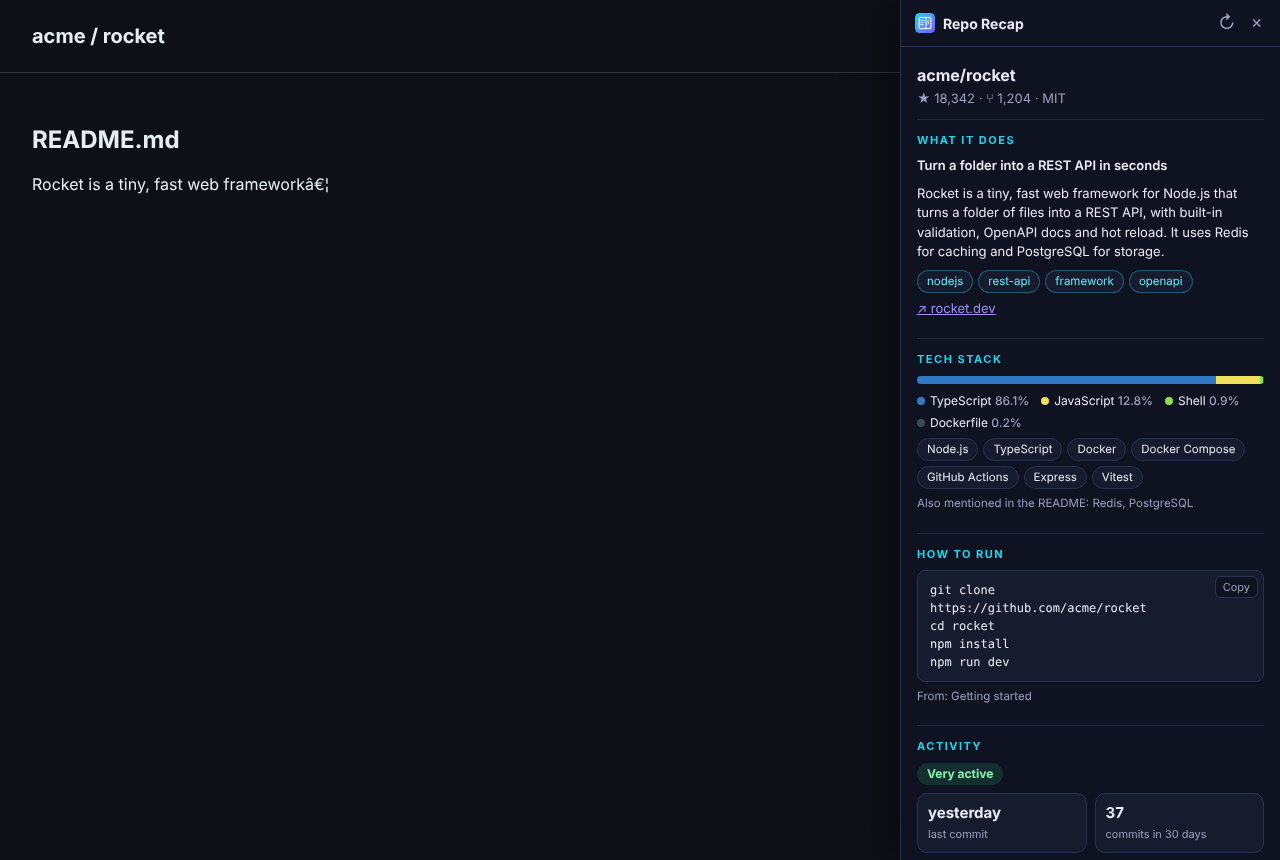 acme / rocket
README.md
Rocket is a tiny, fast web frameworkâ€¦
Repo Recap
↻ ×
acme/rocket
★ 18,342 · ⑂ 1,204 · MIT
WHAT IT DOES
Turn a folder into a REST API in seconds
Rocket is a tiny, fast web framework for Node.js that
turns a folder of files into a REST API, with built-in
validation, OpenAPI docs and hot reload. It uses Redis
for caching and PostgreSQL for storage.
nodejs rest-api framework openapi
↗ rocket.dev
TECH STACK
TypeScript 86.1% JavaScript 12.8% Shell 0.9%
Dockerfile 0.2%
Node.js TypeScript Docker Docker Compose
GitHub Actions Express Vitest
Also mentioned in the README: Redis, PostgreSQL
HOW TO RUN
Copy
git clone
https://github.com/acme/rocket
cd rocket
npm install
npm run dev
From: Getting started
ACTIVITY
Very active
yesterday
last commit
37
commits in 30 days